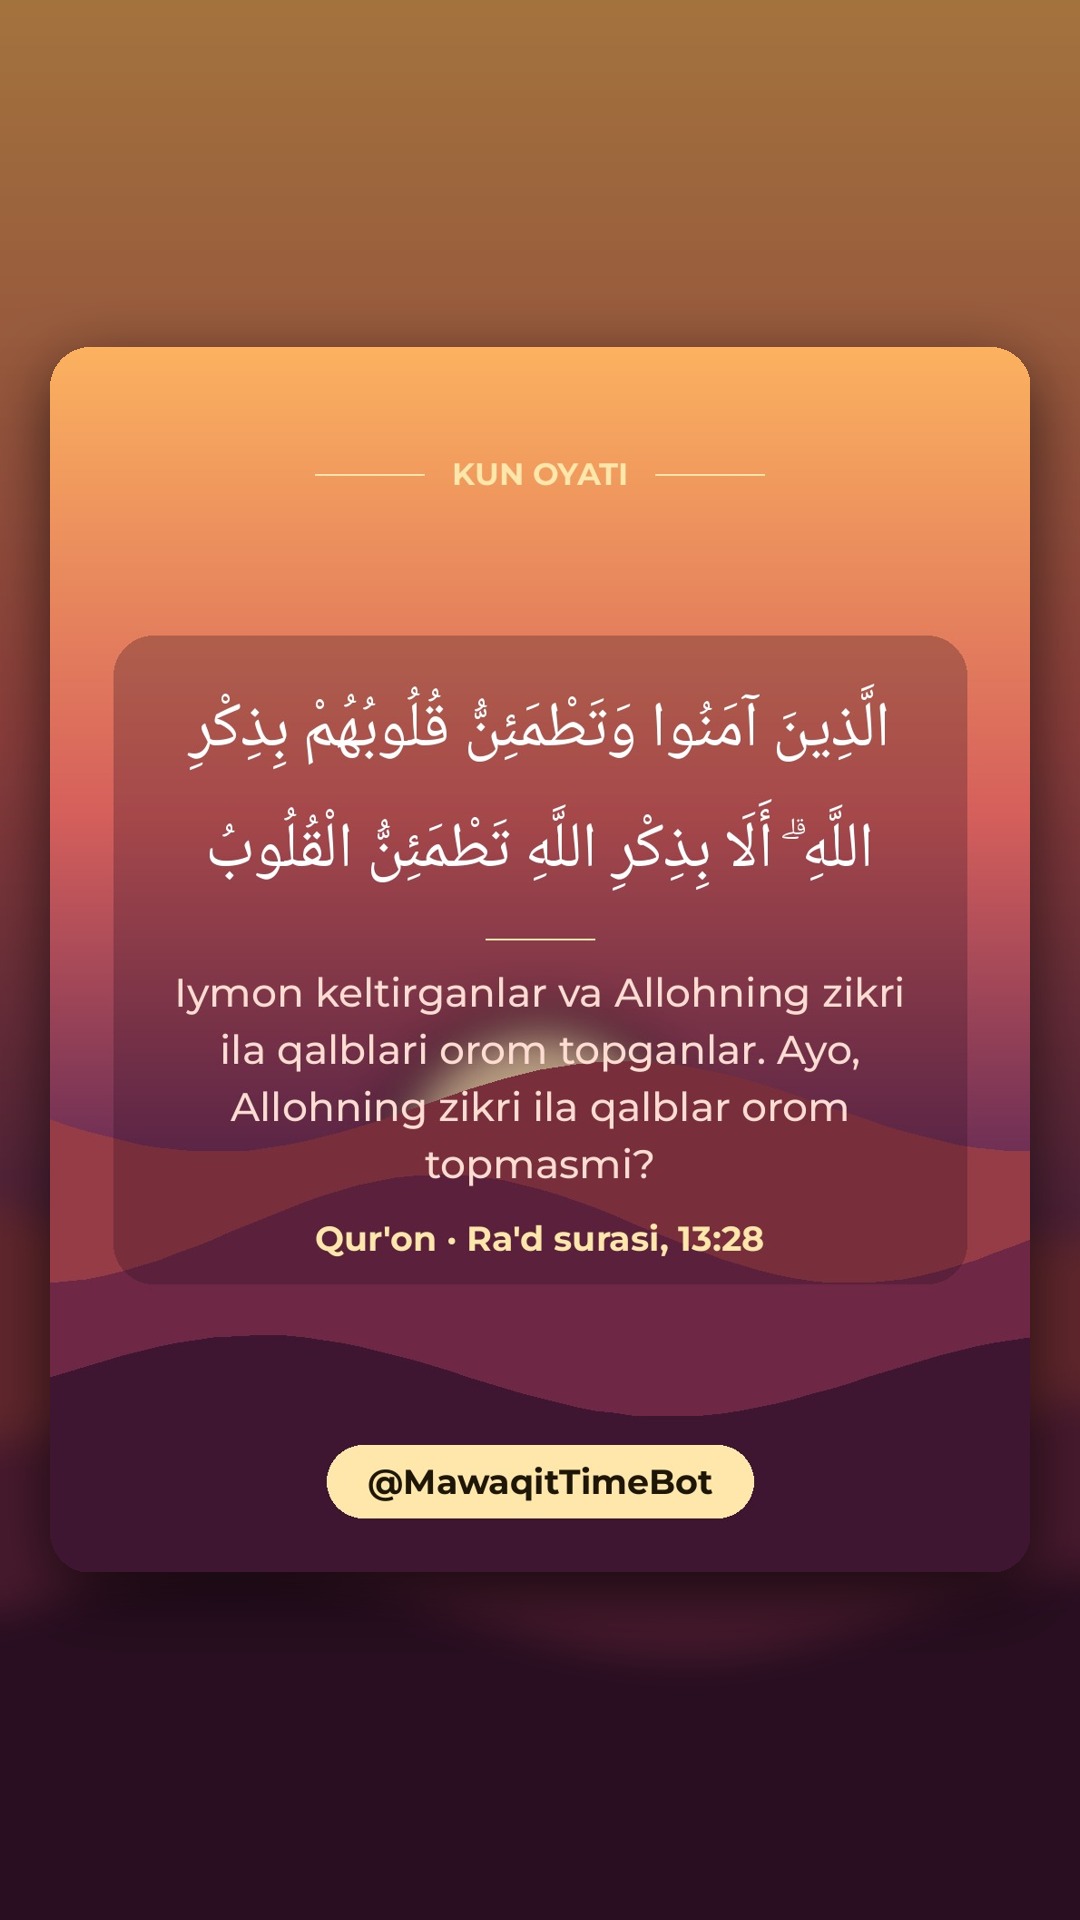 KUN OYATI
الَّذِينَ آمَنُوا وَتَطْمَئِنُّ قُلُوبُهُمْ بِذِكْرِ
اللَّهِ ۗ أَلَا بِذِكْرِ اللَّهِ تَطْمَئِنُّ الْقُلُوبُ
Iymon keltirganlar va Allohning zikri
ila qalblari orom topganlar. Ayo,
Allohning zikri ila qalblar orom
topmasmi?
Qur'on · Ra'd surasi, 13:28
@MawaqitTimeBot